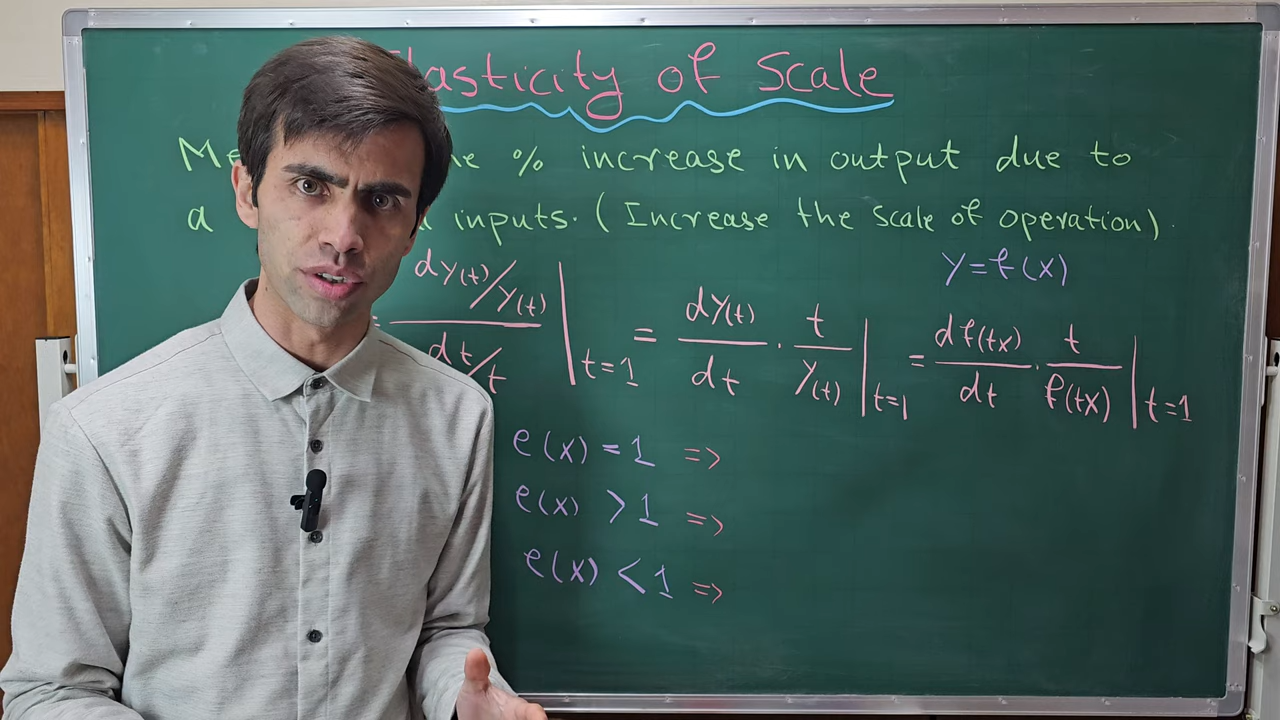 lasticity of Scale
% increase in output due to
a inputs. (Increase the scale of operation).
y=f(x)
dy(t)/y(t) / dt/t |t=1 = dy(t)/dt . t/y(t) |t=1 = df(tx)/dt . t/f(tx) |t=1
e(x) = 1 =>
e(x) > 1 =>
e(x) < 1 =>